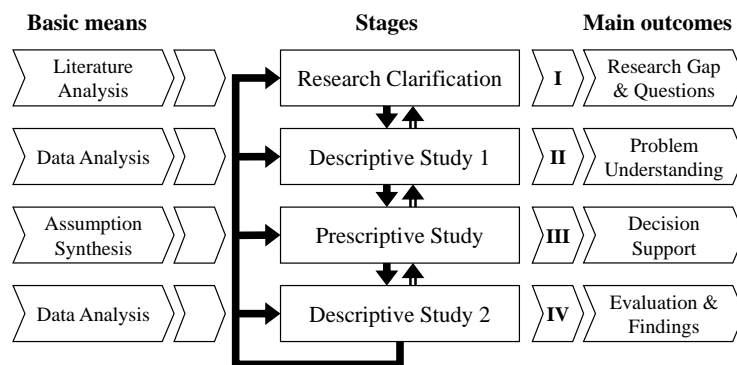 Basic means
Stages
Main outcomes
Literature
Analysis
Research Clarification
I
Research Gap
& Questions
Data Analysis
Descriptive Study 1
II
Problem
Understanding
Assumption
Synthesis
Prescriptive Study
III
Decision
Support
Data Analysis
Descriptive Study 2
IV
Evaluation &
Findings